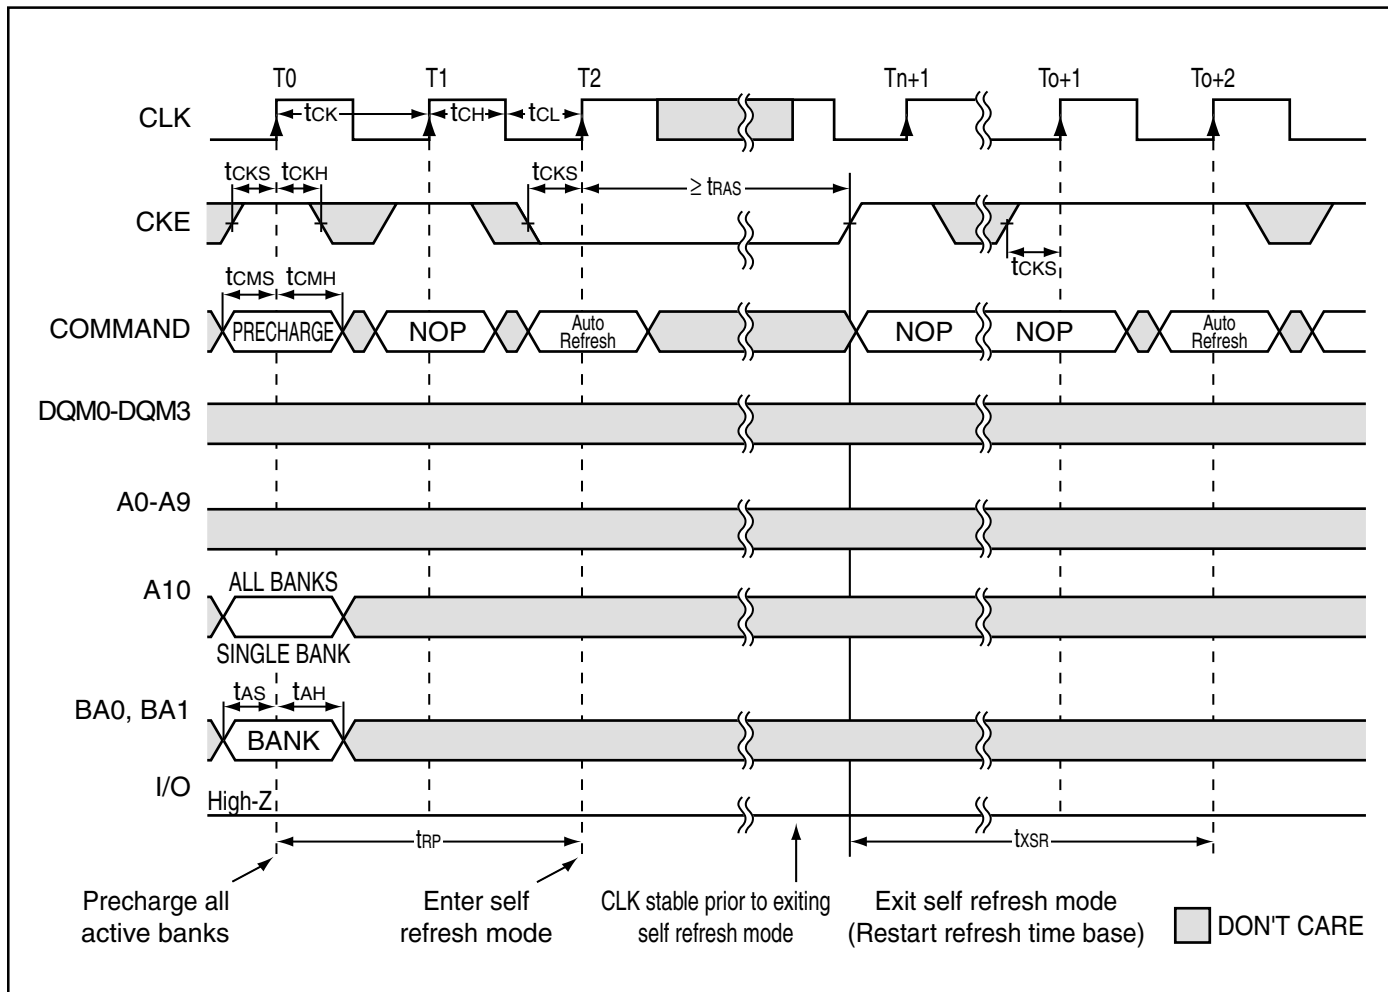 T0 T1 T2 Tn+1 To+1 To+2
CLK tCK tCH tCL
tCKS tCKH tCKS ≥ tRAS
CKE
tCKS
tCMS tCMH
COMMAND PRECHARGE NOP Auto Refresh NOP NOP Auto Refresh
DQM0-DQM3
A0-A9
A10 ALL BANKS
SINGLE BANK
tAS tAH
BA0, BA1 BANK
I/O
High-Z
tRP tXSR
Precharge all
active banks
Enter self
refresh mode
CLK stable prior to exiting
self refresh mode
Exit self refresh mode
(Restart refresh time base)
DON'T CARE